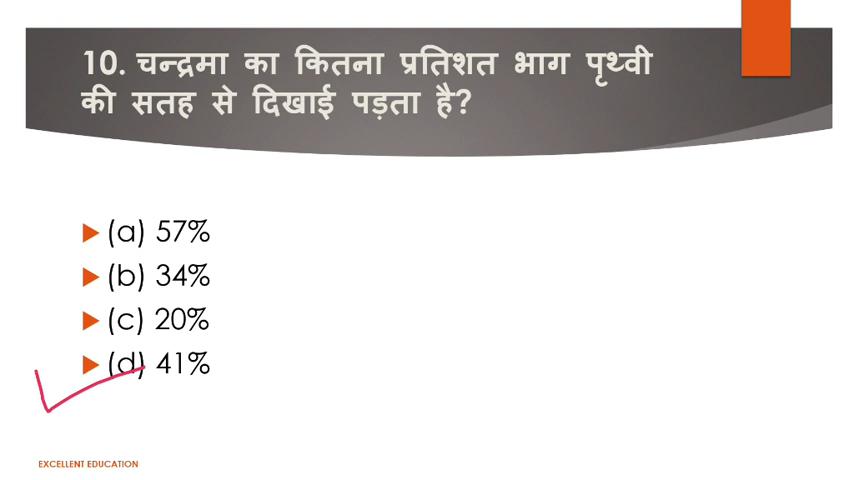 10. चन्द्रमा का कितना प्रतिशत भाग पृथ्वी
की सतह से दिखाई पड़ता है?
(a) 57%
(b) 34%
(c) 20%
(d) 41%
EXCELLENT EDUCATION